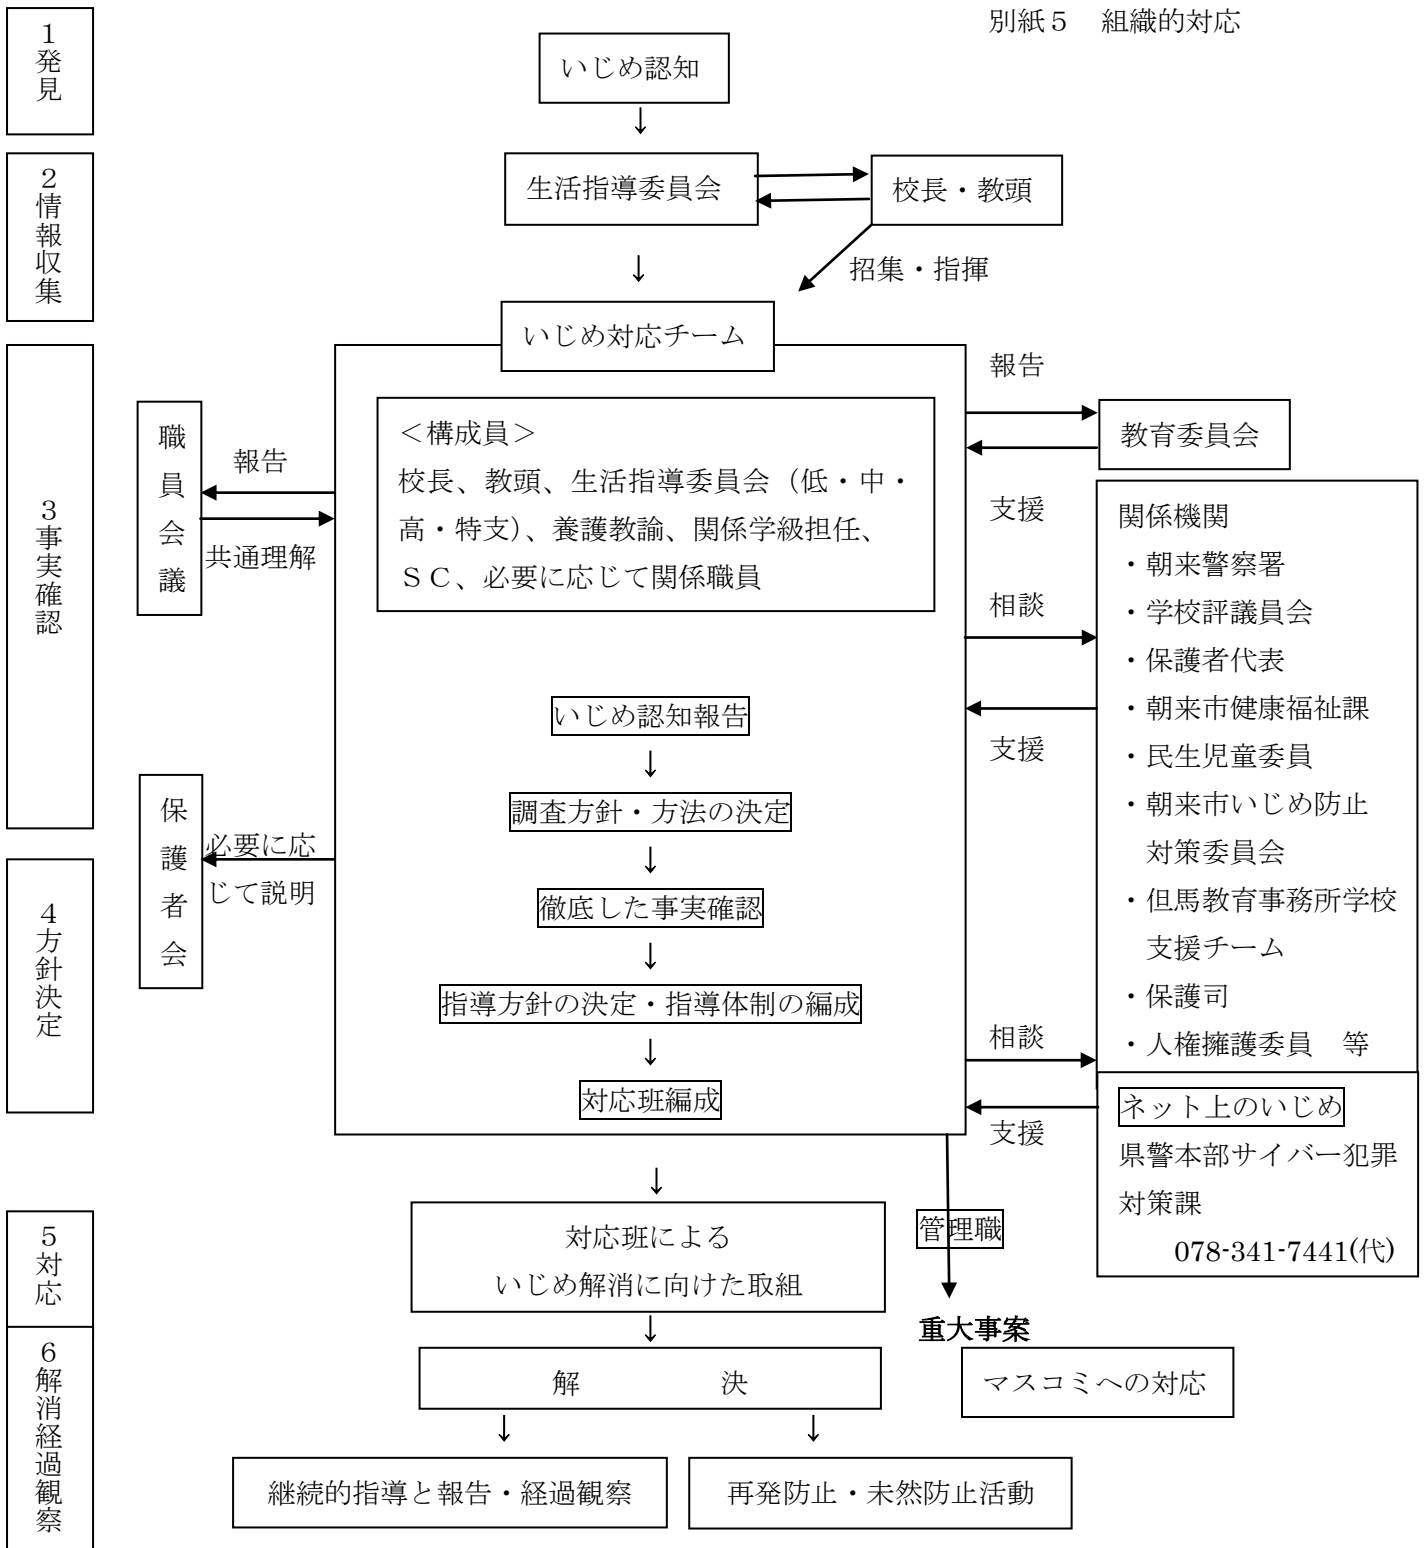 別紙５　組織的対応
１発見
いじめ認知
↓
２情報収集
生活指導委員会
校長・教頭
↓
招集・指揮
いじめ対応チーム
３事実確認
＜構成員＞
校長、教頭、生活指導委員会（低・中・
高・特支）、養護教諭、関係学級担任、
ＳＣ、必要に応じて関係職員
職員会議
報告
共通理解
報告
教育委員会
支援
相談
支援
関係機関
・朝来警察署
・学校評議員会
・保護者代表
・朝来市健康福祉課
・民生児童委員
・朝来市いじめ防止
対策委員会
・但馬教育事務所学校
支援チーム
・保護司
・人権擁護委員　等
いじめ認知報告
↓
調査方針・方法の決定
↓
徹底した事実確認
↓
指導方針の決定・指導体制の編成
↓
対応班編成
保護者会
必要に応
じて説明
４方針決定
相談
支援
ネット上のいじめ
県警本部サイバー犯罪
対策課
078-341-7441(代)
↓
５対応
対応班による
いじめ解消に向けた取組
管理職
重大事案
↓
６解消経過観察
解　　　　　決
マスコミへの対応
↓　↓
継続的指導と報告・経過観察
再発防止・未然防止活動